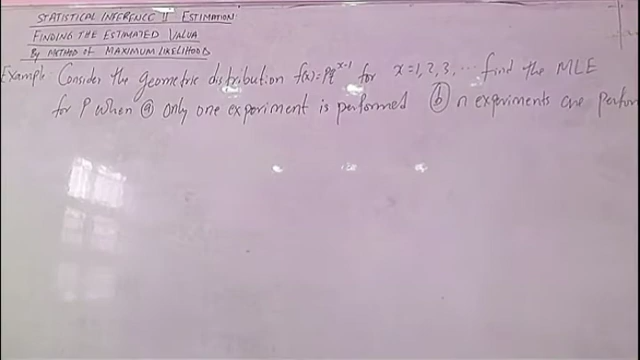 STATISTICAL INFERENCE II ESTIMATION:
FINDING THE ESTIMATED VALUE
BY METHOD OF MAXIMUM LIKELIHOOD
Example: Consider the geometric distribution f(x)=pq^{x-1} for x=1,2,3,... find the MLE
for P when (a) only one experiment is performed (b) n experiments are perfor